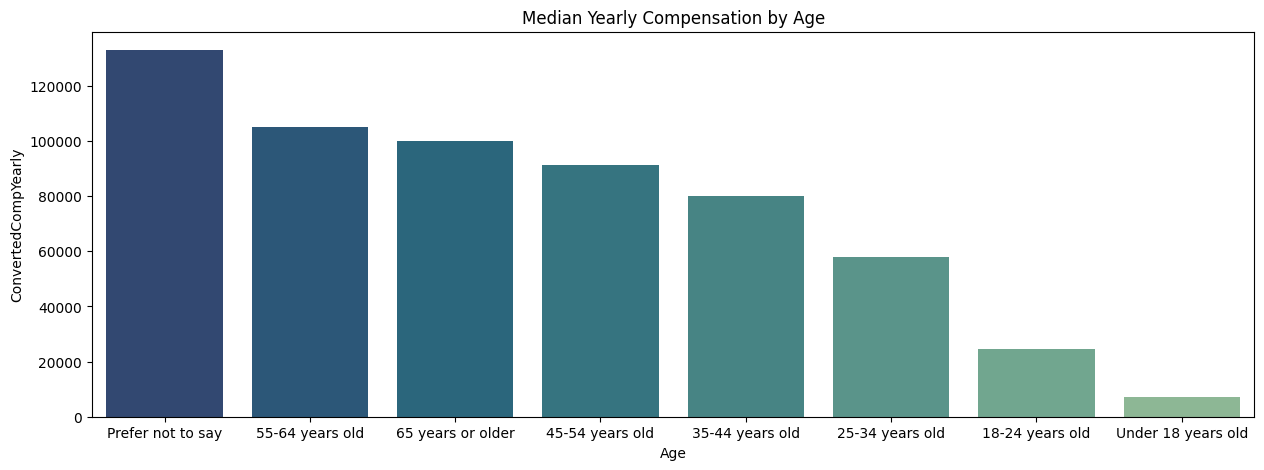 Median Yearly Compensation by Age
ConvertedCompYearly
120000
100000
80000
60000
40000
20000
0
Prefer not to say
55-64 years old
65 years or older
45-54 years old
35-44 years old
25-34 years old
18-24 years old
Under 18 years old
Age